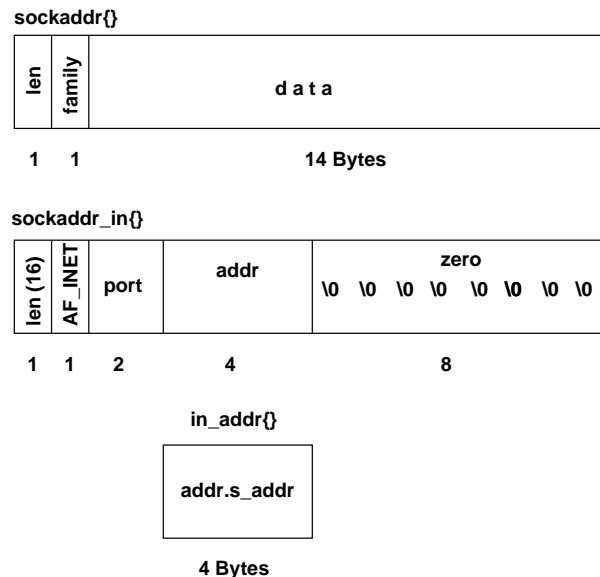 sockaddr{}
len family d a t a
1 1 14 Bytes
sockaddr_in{}
len (16) AF_INET port addr zero
\0 \0 \0 \0 \0 \0 \0 \0
1 1 2 4 8
in_addr{}
addr.s_addr
4 Bytes